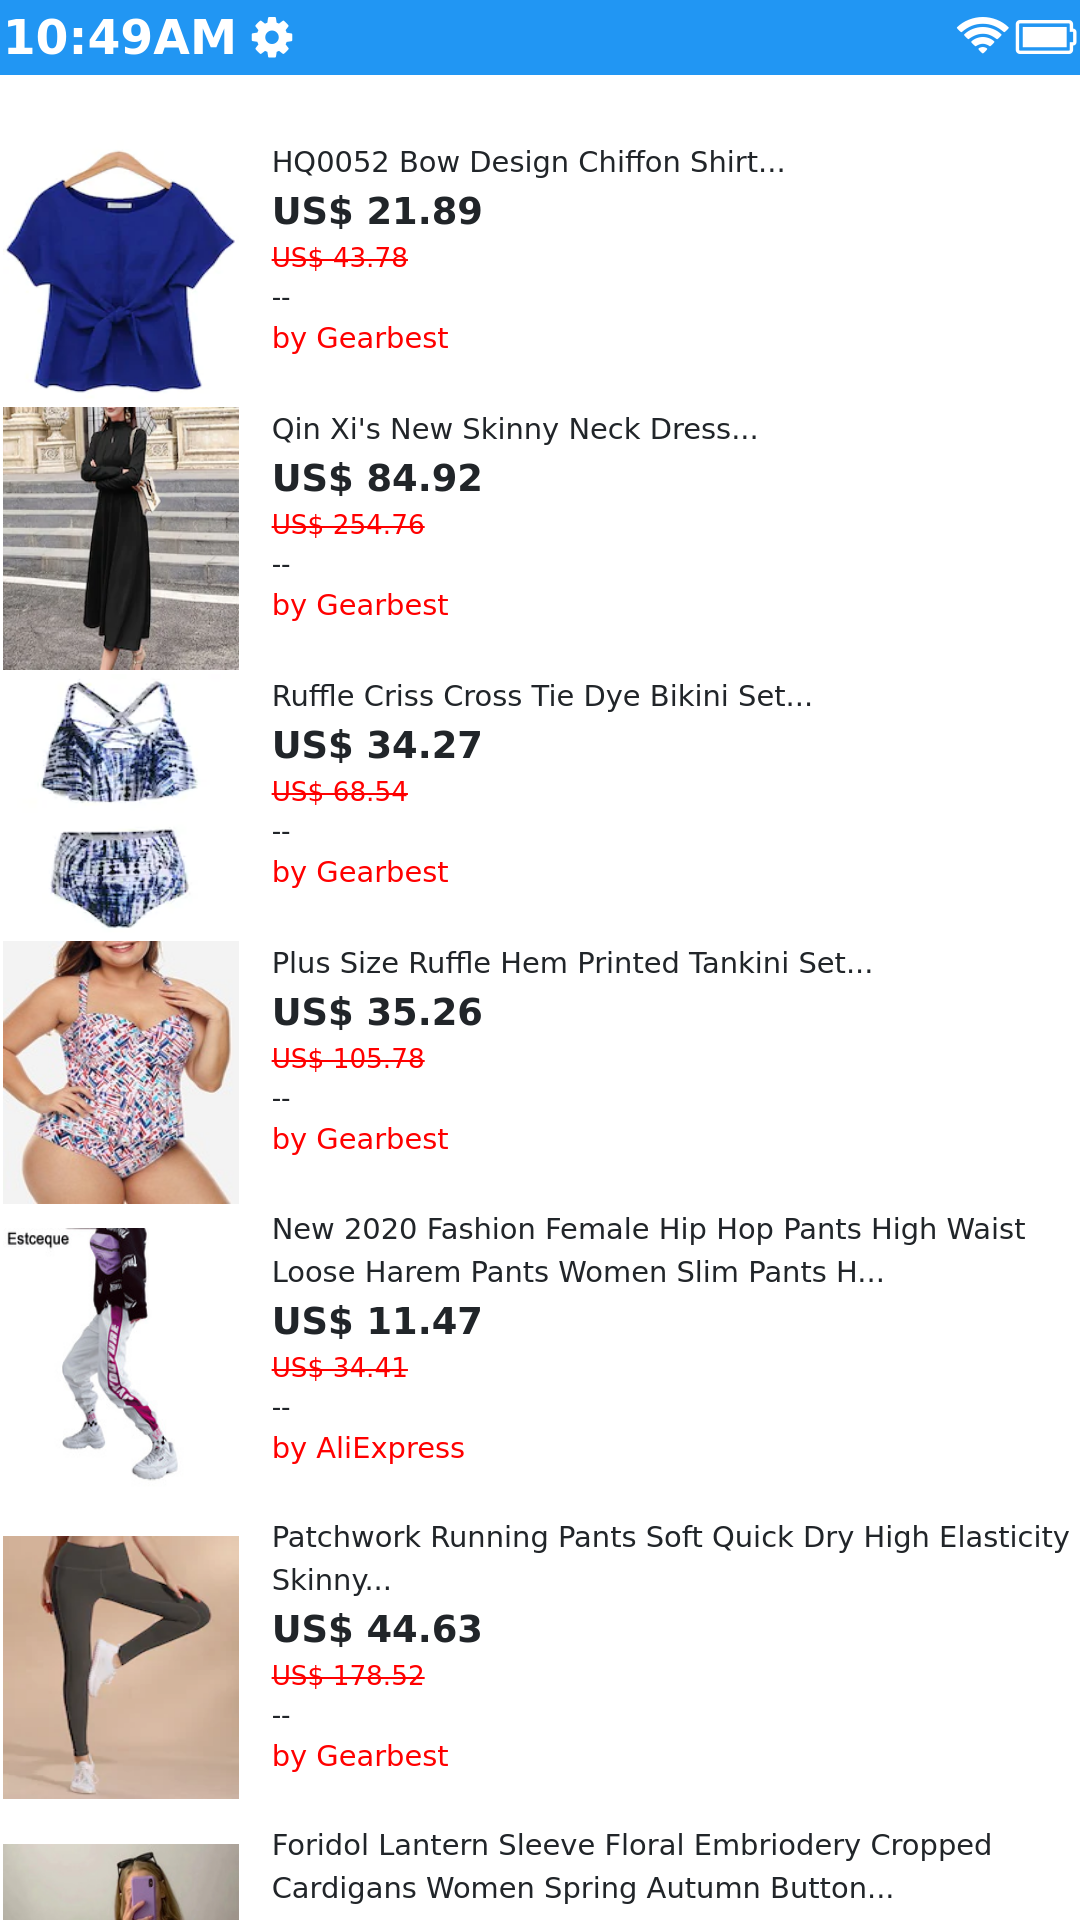 10:49AM
HQ0052 Bow Design Chiffon Shirt...
US$ 21.89
US$ 43.78
--
by Gearbest
Qin Xi's New Skinny Neck Dress...
US$ 84.92
US$ 254.76
--
by Gearbest
Ruffle Criss Cross Tie Dye Bikini Set...
US$ 34.27
US$ 68.54
--
by Gearbest
Plus Size Ruffle Hem Printed Tankini Set...
US$ 35.26
US$ 105.78
--
by Gearbest
Estceque
New 2020 Fashion Female Hip Hop Pants High Waist
Loose Harem Pants Women Slim Pants H...
US$ 11.47
US$ 34.41
--
by AliExpress
Patchwork Running Pants Soft Quick Dry High Elasticity
Skinny...
US$ 44.63
US$ 178.52
--
by Gearbest
Foridol Lantern Sleeve Floral Embriodery Cropped
Cardigans Women Spring Autumn Button...